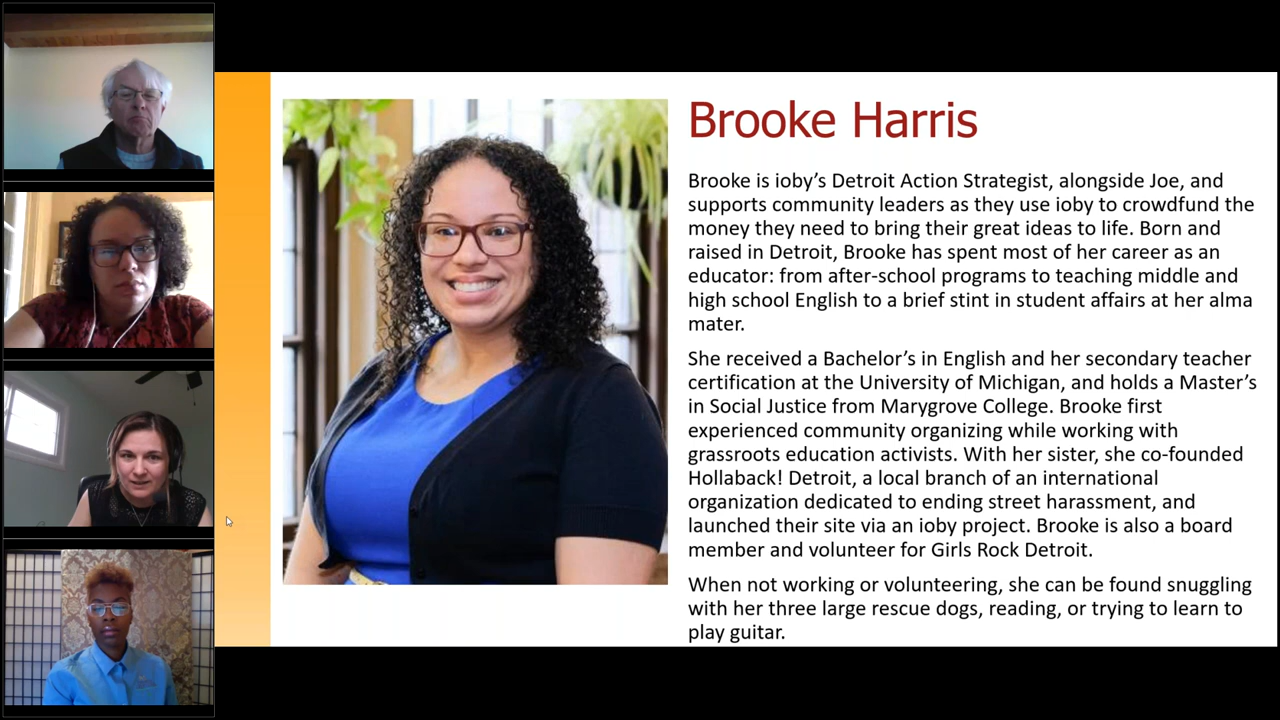 Brooke Harris
Brooke is ioby’s Detroit Action Strategist, alongside Joe, and
supports community leaders as they use ioby to crowdfund the
money they need to bring their great ideas to life. Born and
raised in Detroit, Brooke has spent most of her career as an
educator: from after-school programs to teaching middle and
high school English to a brief stint in student affairs at her alma
mater.
She received a Bachelor’s in English and her secondary teacher
certification at the University of Michigan, and holds a Master’s
in Social Justice from Marygrove College. Brooke first
experienced community organizing while working with
grassroots education activists. With her sister, she co-founded
Hollaback! Detroit, a local branch of an international
organization dedicated to ending street harassment, and
launched their site via an ioby project. Brooke is also a board
member and volunteer for Girls Rock Detroit.
When not working or volunteering, she can be found snuggling
with her three large rescue dogs, reading, or trying to learn to
play guitar.